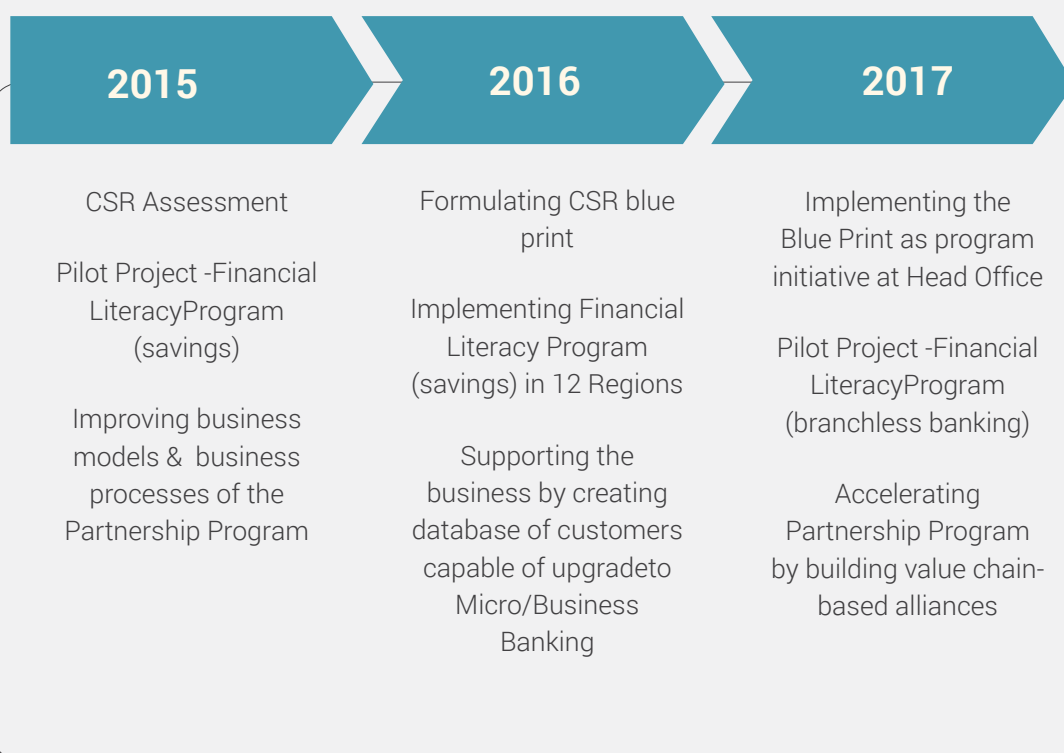 2015
CSR Assessment
Pilot Project -Financial
LiteracyProgram
(savings)
Improving business
models & business
processes of the
Partnership Program
2016
Formulating CSR blue
print
Implementing Financial
Literacy Program
(savings) in 12 Regions
Supporting the
business by creating
database of customers
capable of upgradeto
Micro/Business
Banking
2017
Implementing the
Blue Print as program
initiative at Head Office
Pilot Project -Financial
LiteracyProgram
(branchless banking)
Accelerating
Partnership Program
by building value chain-
based alliances